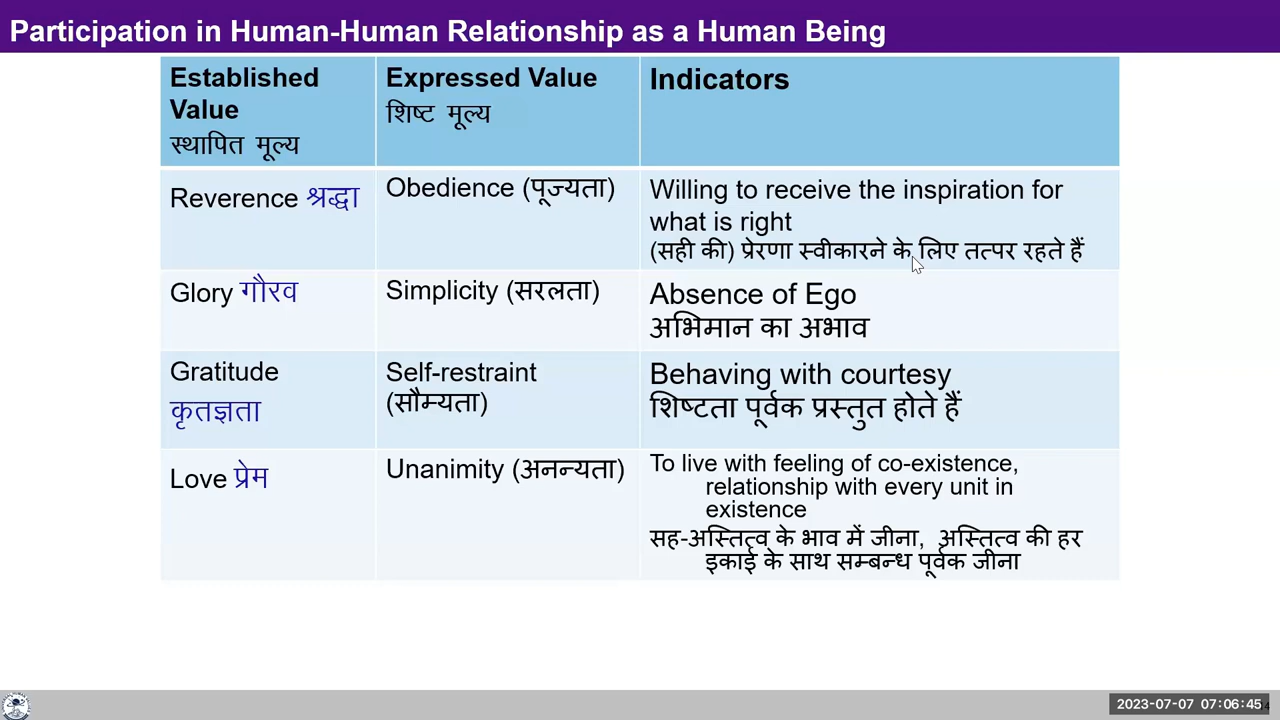 Participation in Human-Human Relationship as a Human Being
Established
Value
स्थापित मूल्य
Expressed Value
शिष्ट मूल्य
Indicators
Reverence श्रद्धा
Obedience (पूज्यता)
Willing to receive the inspiration for
what is right
(सही की) प्रेरणा स्वीकारने के लिए तत्पर रहते हैं
Glory गौरव
Simplicity (सरलता)
Absence of Ego
अभिमान का अभाव
Gratitude
कृतज्ञता
Self-restraint
(सौम्यता)
Behaving with courtesy
शिष्टता पूर्वक प्रस्तुत होते हैं
Love प्रेम
Unanimity (अनन्यता)
To live with feeling of co-existence,
relationship with every unit in
existence
सह-अस्तित्व के भाव में जीना, अस्तित्व की हर
इकाई के साथ सम्बन्ध पूर्वक जीना
2023-07-07 07:06:45